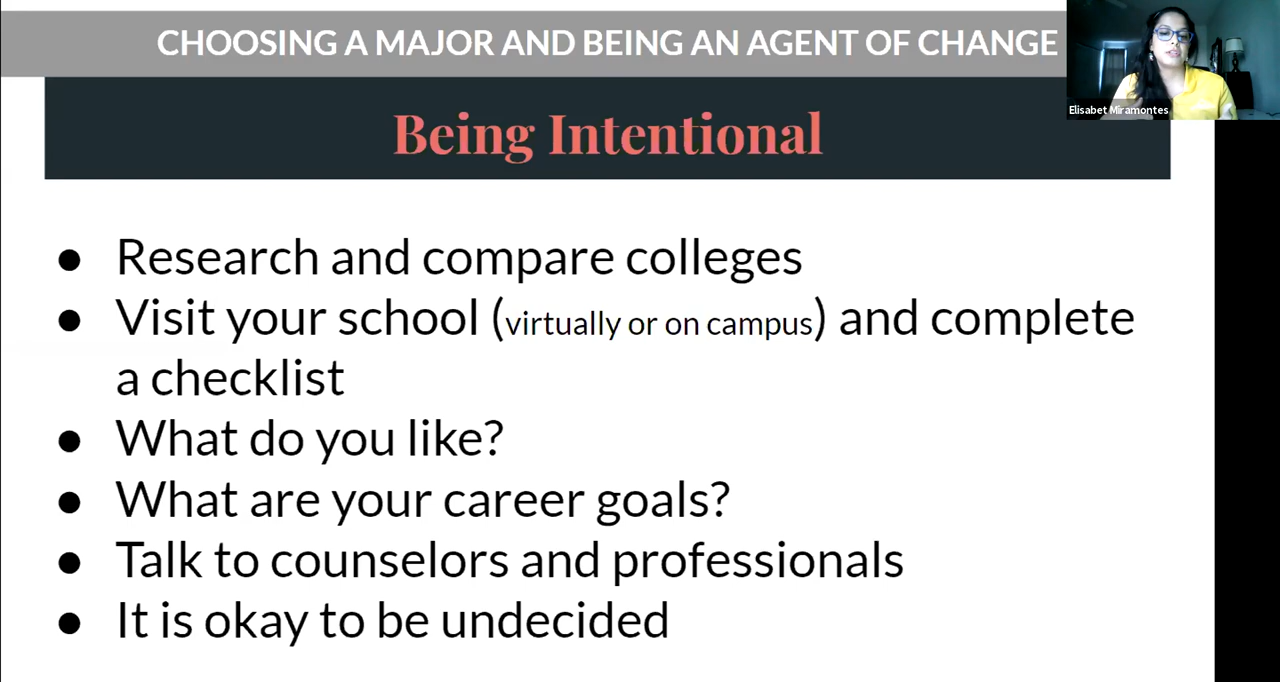 CHOOSING A MAJOR AND BEING AN AGENT OF CHANGE
Elisabet Miramontes
Being Intentional
● Research and compare colleges
● Visit your school (virtually or on campus) and complete
a checklist
● What do you like?
● What are your career goals?
● Talk to counselors and professionals
● It is okay to be undecided